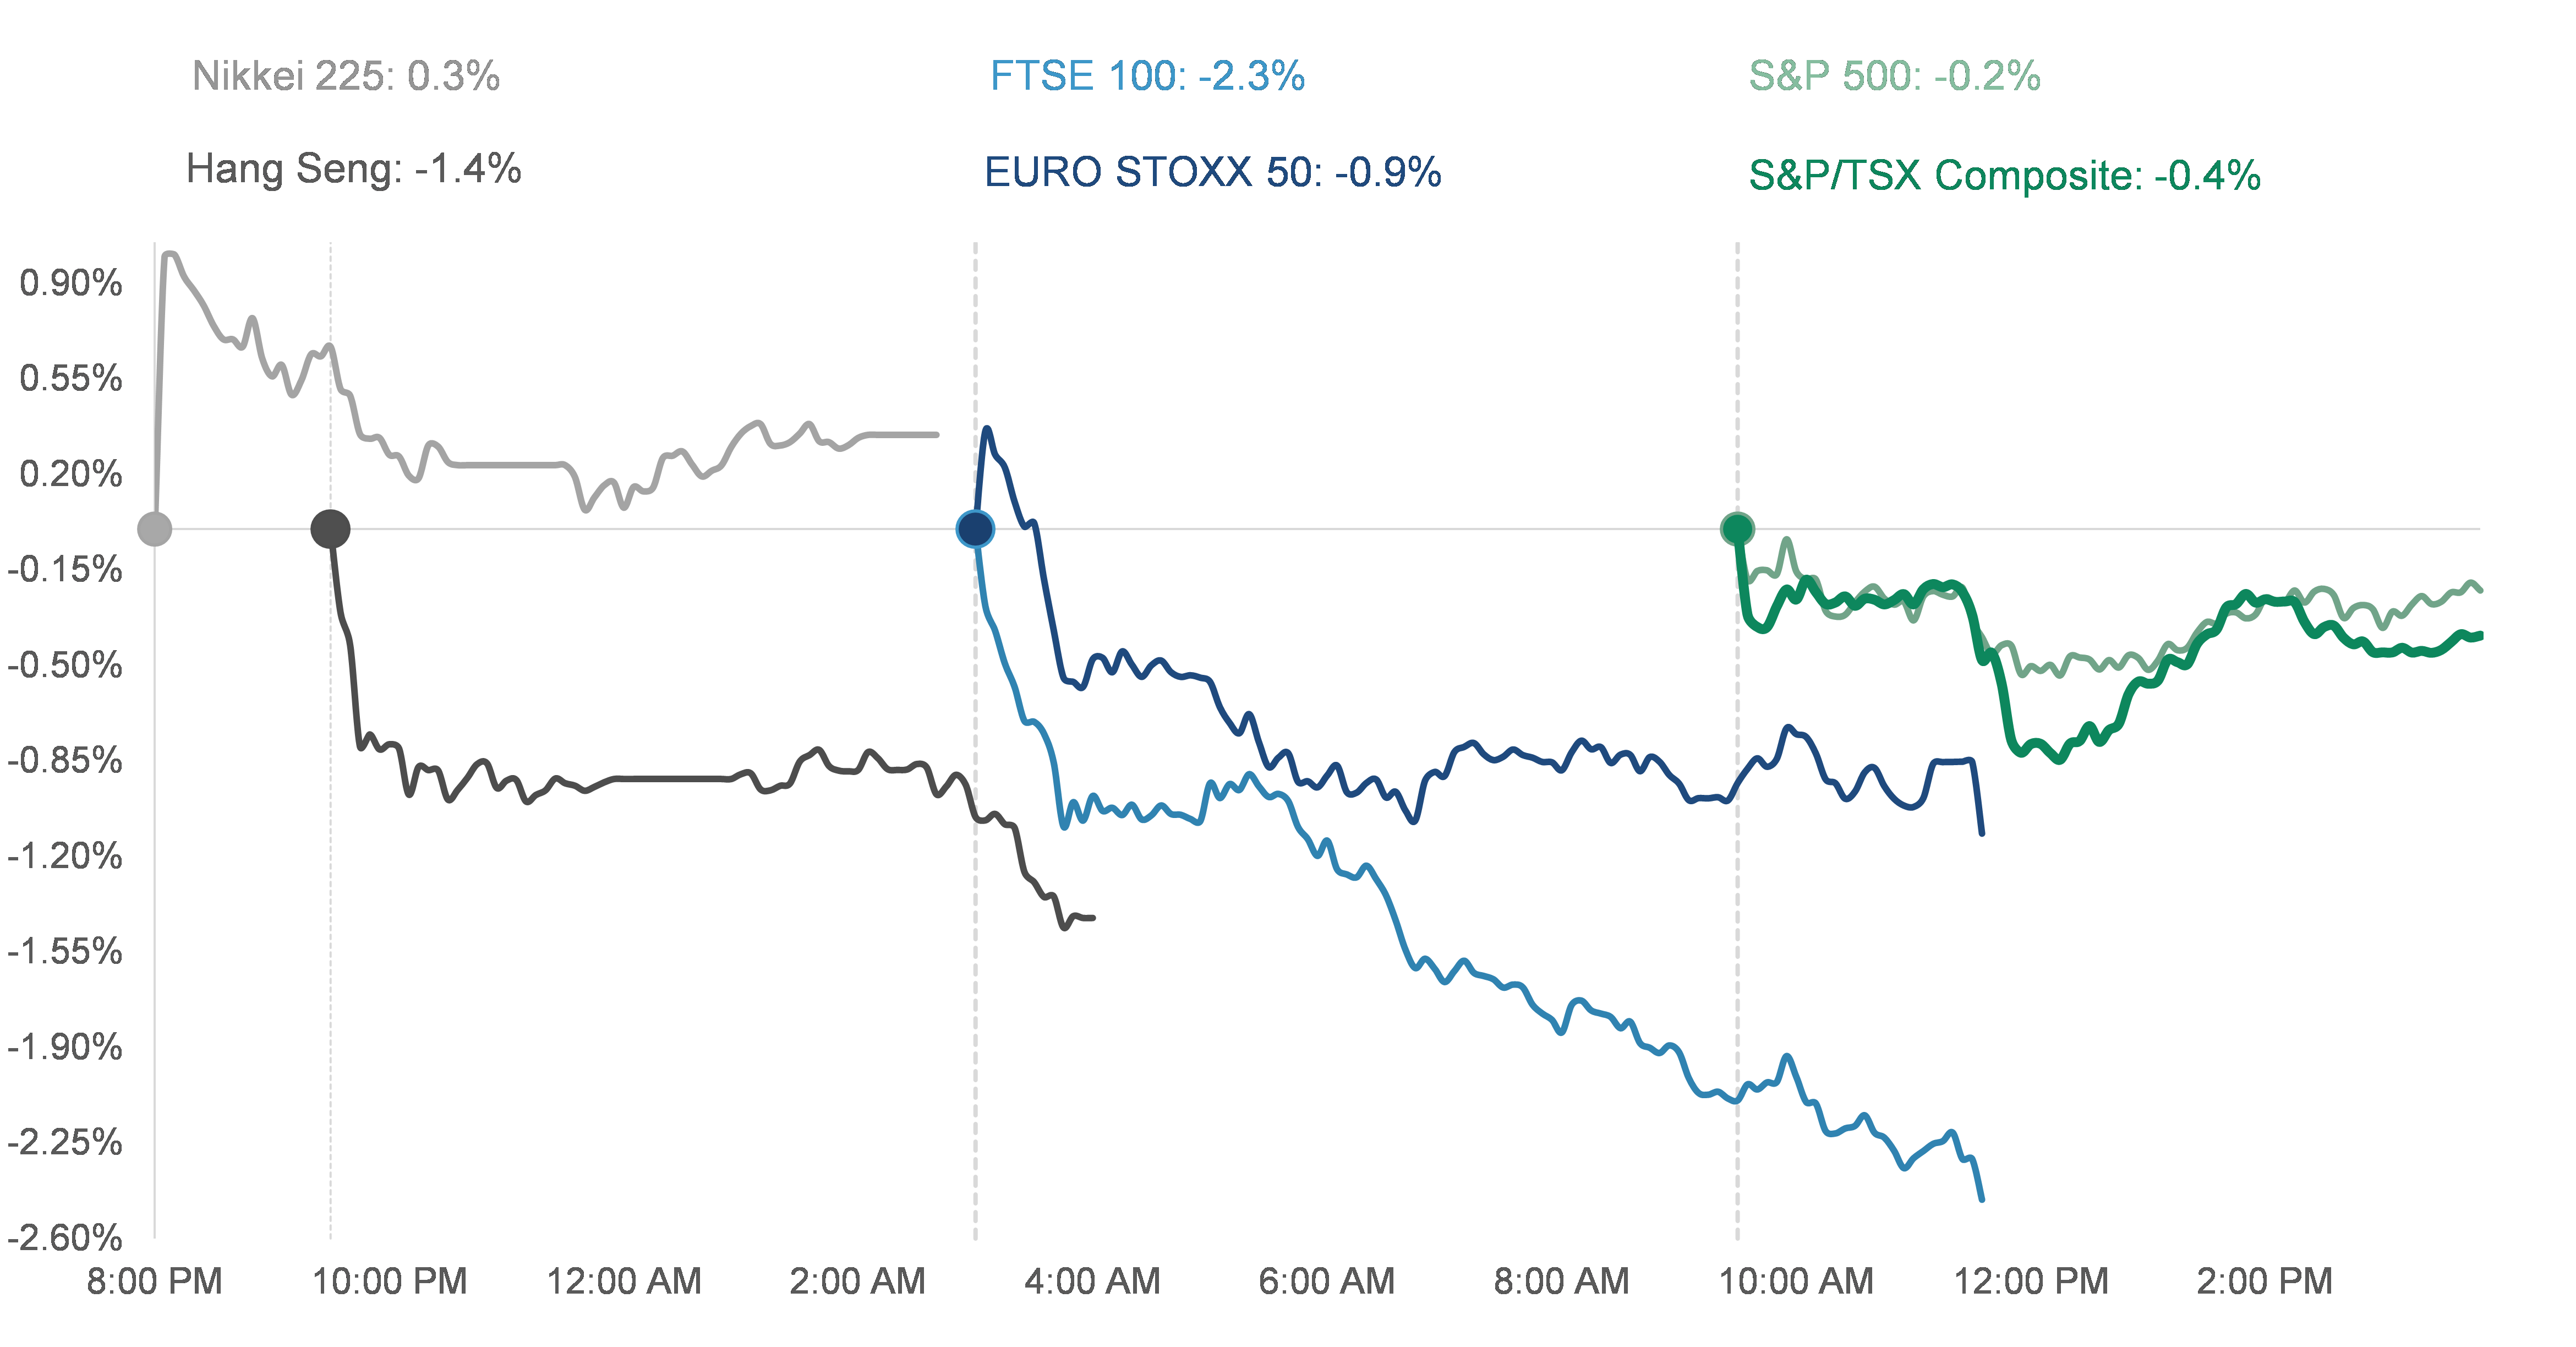 Nikkei 225: 0.3%
FTSE 100: -2.3%
S&P 500: -0.2%
Hang Seng: -1.4%
EURO STOXX 50: -0.9%
S&P/TSX Composite: -0.4%
0.90%
0.55%
0.20%
-0.15%
-0.50%
-0.85%
-1.20%
-1.55%
-1.90%
-2.25%
-2.60%
8:00 PM
10:00 PM
12:00 AM
2:00 AM
4:00 AM
6:00 AM
8:00 AM
10:00 AM
12:00 PM
2:00 PM